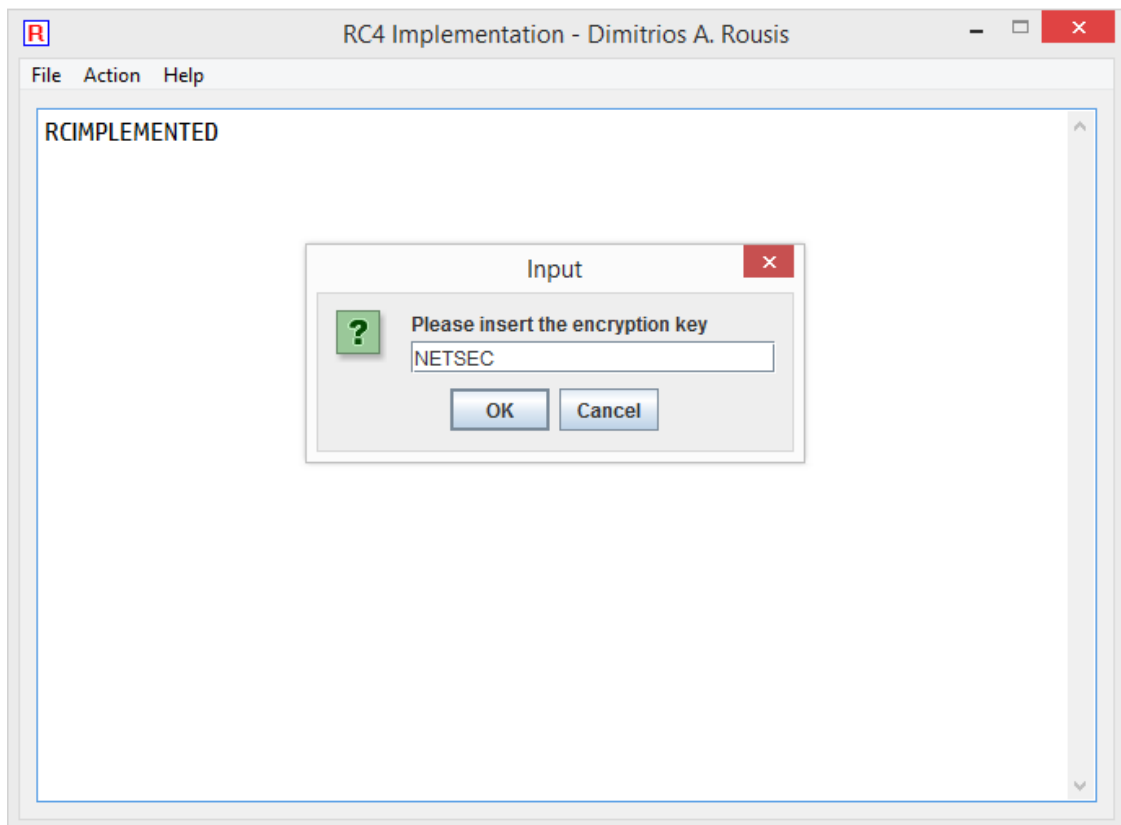 R RC4 Implementation - Dimitrios A. Rousis
File Action Help
RCIMPLEMENTED
Input
? Please insert the encryption key
NETSEC
OK Cancel